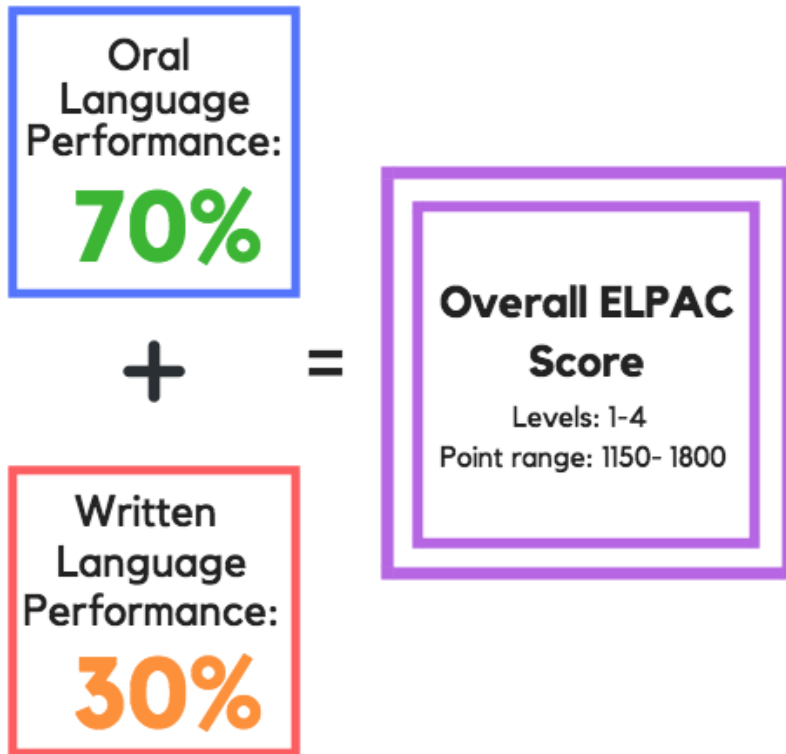 Oral
Language
Performance:
70%
+
=
Written
Language
Performance:
30%
Overall ELPAC
Score
Levels: 1-4
Point range: 1150- 1800